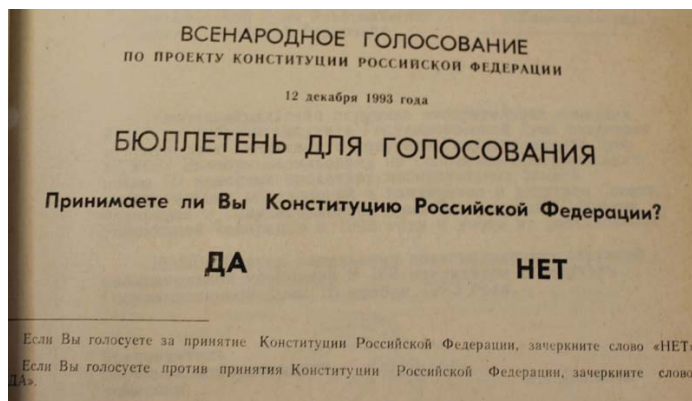 ВСЕНАРОДНОЕ ГОЛОСОВАНИЕ
ПО ПРОЕКТУ КОНСТИТУЦИИ РОССИЙСКОЙ ФЕДЕРАЦИИ
12 декабря 1993 года
БЮЛЛЕТЕНЬ ДЛЯ ГОЛОСОВАНИЯ
Принимаете ли Вы Конституцию Российской Федерации?
ДА НЕТ
Если Вы голосуете за принятие Конституции Российской Федерации, зачеркните слово «НЕТ»
Если Вы голосуете против принятия Конституции Российской Федерации, зачеркните слово
ДА».